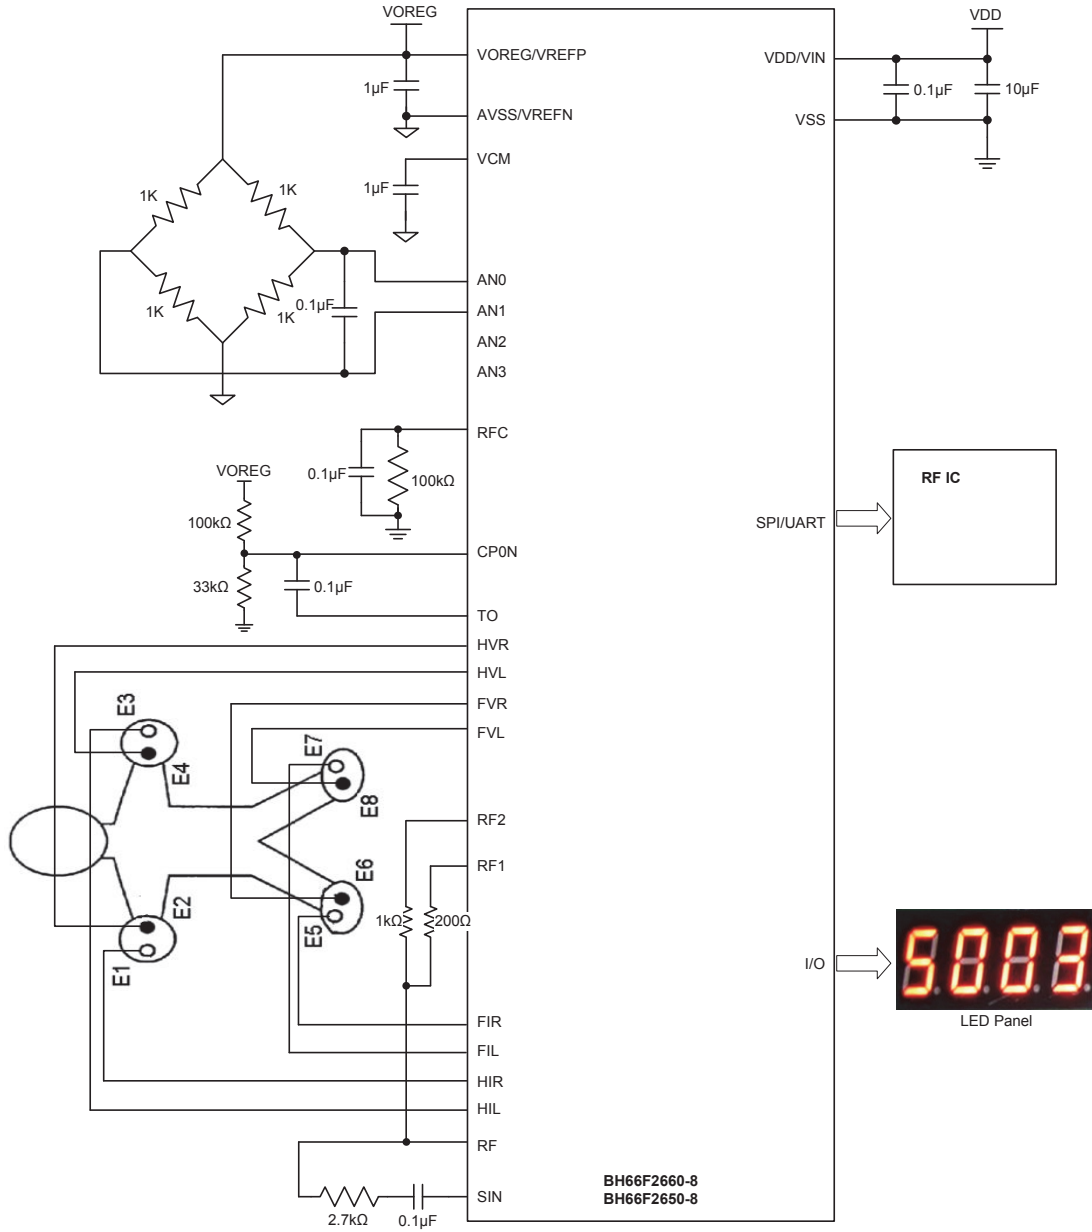 VOREG
VDD
VOREG/VREFP
VDD/VIN
1µF
0.1µF
10µF
AVSS/VREFN
VSS
VCM
1µF
1K
1K
AN0
0.1µF
1K
1K
AN1
AN2
AN3
RFC
0.1µF
100kΩ
VOREG
RF IC
100kΩ
SPI/UART
CP0N
33kΩ
0.1µF
TO
HVR
HVL
FVR
FVL
E3
E4
E7
E8
RF2
RF1
E6
E2
E1
E5
1kΩ
200Ω
I/O
5003
LED Panel
FIR
FIL
HIR
HIL
RF
SIN
2.7kΩ
0.1µF
BH66F2660-8
BH66F2650-8